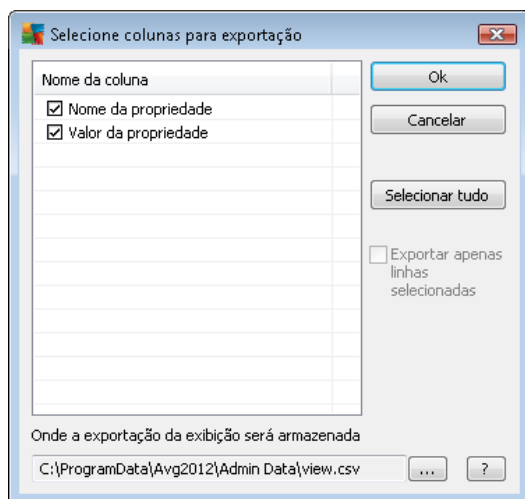 Selecione colunas para exportação
Nome da coluna
Nome da propriedade
Valor da propriedade
Ok
Cancelar
Selecionar tudo
Exportar apenas
linhas
selecionadas
Onde a exportação da exibição será armazenada
C:\ProgramData\Avg2012\Admin Data\view.csv
...
?